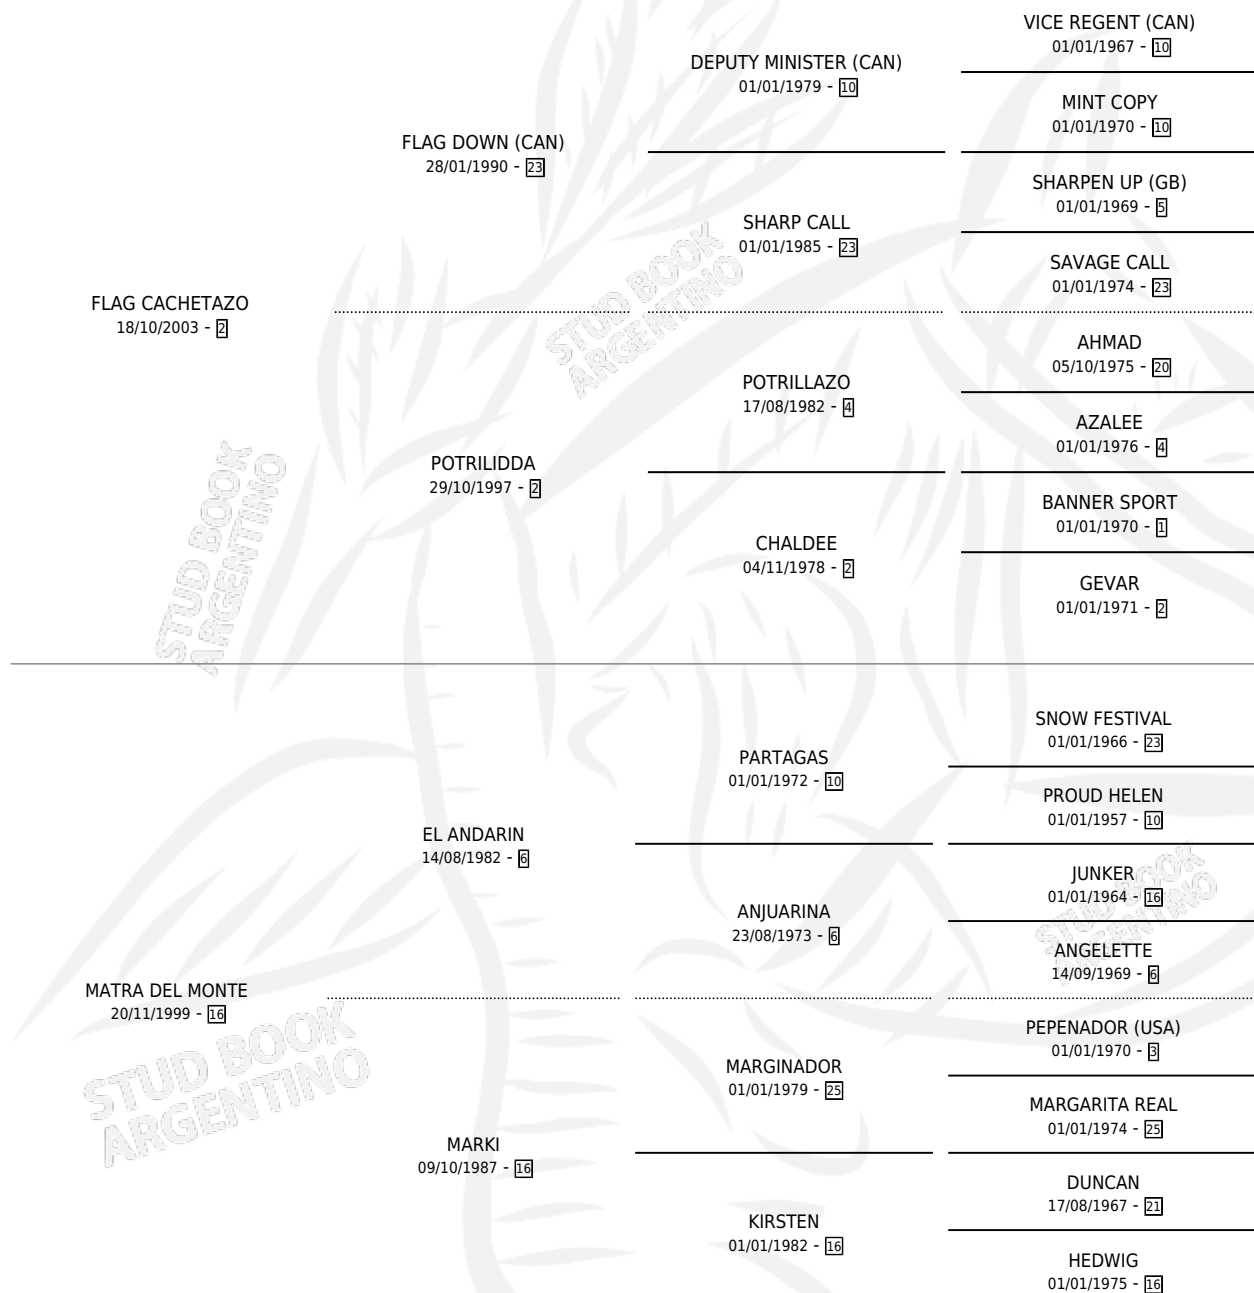 VICE REGENT (CAN)
01/01/1967 - 10
DEPUTY MINISTER (CAN)
01/01/1979 - 10
MINT COPY
01/01/1970 - 10
FLAG DOWN (CAN)
28/01/1990 - 23
SHARPEN UP (GB)
01/01/1969 - 5
SHARP CALL
01/01/1985 - 23
SAVAGE CALL
01/01/1974 - 23
FLAG CACHETAZO
18/10/2003 - 2
AHMAD
05/10/1975 - 20
POTRILLAZO
17/08/1982 - 4
AZALEE
01/01/1976 - 4
POTRILIDDA
29/10/1997 - 2
BANNER SPORT
01/01/1970 - 1
CHALDEE
04/11/1978 - 2
GEVAR
01/01/1971 - 2
SNOW FESTIVAL
01/01/1966 - 23
PARTAGAS
01/01/1972 - 10
PROUD HELEN
01/01/1957 - 10
EL ANDARIN
14/08/1982 - 6
JUNKER
01/01/1964 - 16
ANJUARINA
23/08/1973 - 6
ANGELETTE
14/09/1969 - 6
MATRA DEL MONTE
20/11/1999 - 16
PEPENADOR (USA)
01/01/1970 - 3
MARGINADOR
01/01/1979 - 25
MARGARITA REAL
01/01/1974 - 25
MARKI
09/10/1987 - 16
DUNCAN
17/08/1967 - 21
KIRSTEN
01/01/1982 - 16
HEDWIG
01/01/1975 - 16
STUD BOOK
ARGENTINO
STUD BOOK
ARGENTINO
STUD BOOK
ARGENTINO
STUD BOOK
ARGENTINO